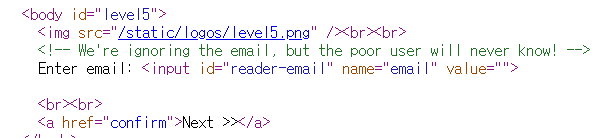 <body id="level5">
<img src="/static/logos/level5.png" /><br><br>
<!-- We're ignoring the email, but the poor user will never know! -->
Enter email: <input id="reader-email" name="email" value="">
<br><br>
<a href="confirm">Next >></a>